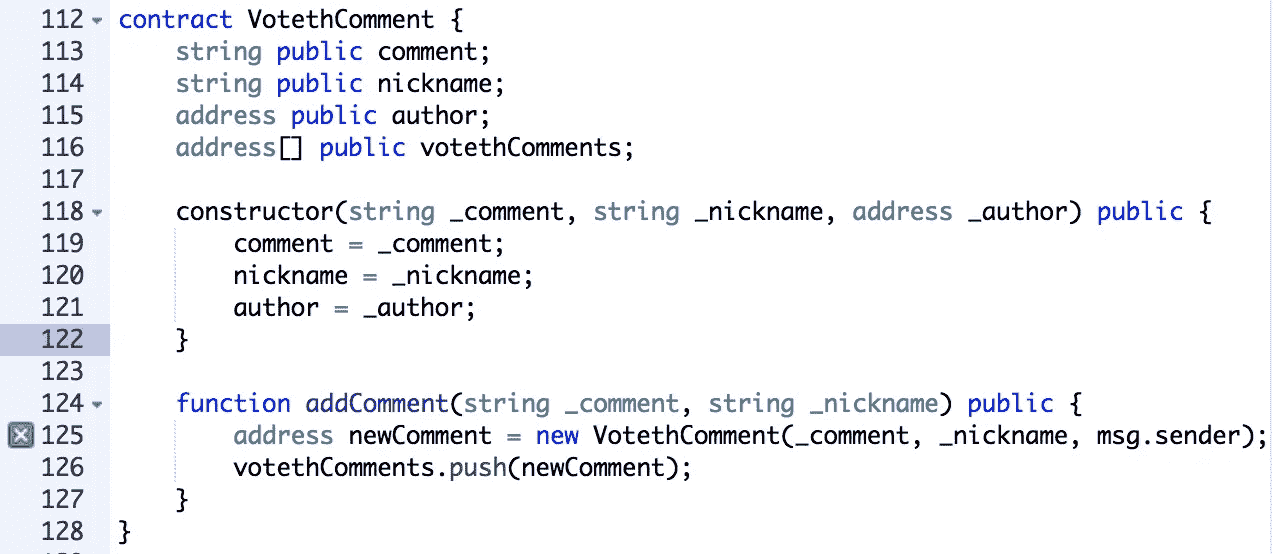 112 contract VotethComment {
113     string public comment;
114     string public nickname;
115     address public author;
116     address[] public votethComments;
117
118     constructor(string _comment, string _nickname, address _author) public {
119         comment = _comment;
120         nickname = _nickname;
121         author = _author;
122     }
123
124     function addComment(string _comment, string _nickname) public {
125         address newComment = new VotethComment(_comment, _nickname, msg.sender);
126         votethComments.push(newComment);
127     }
128 }